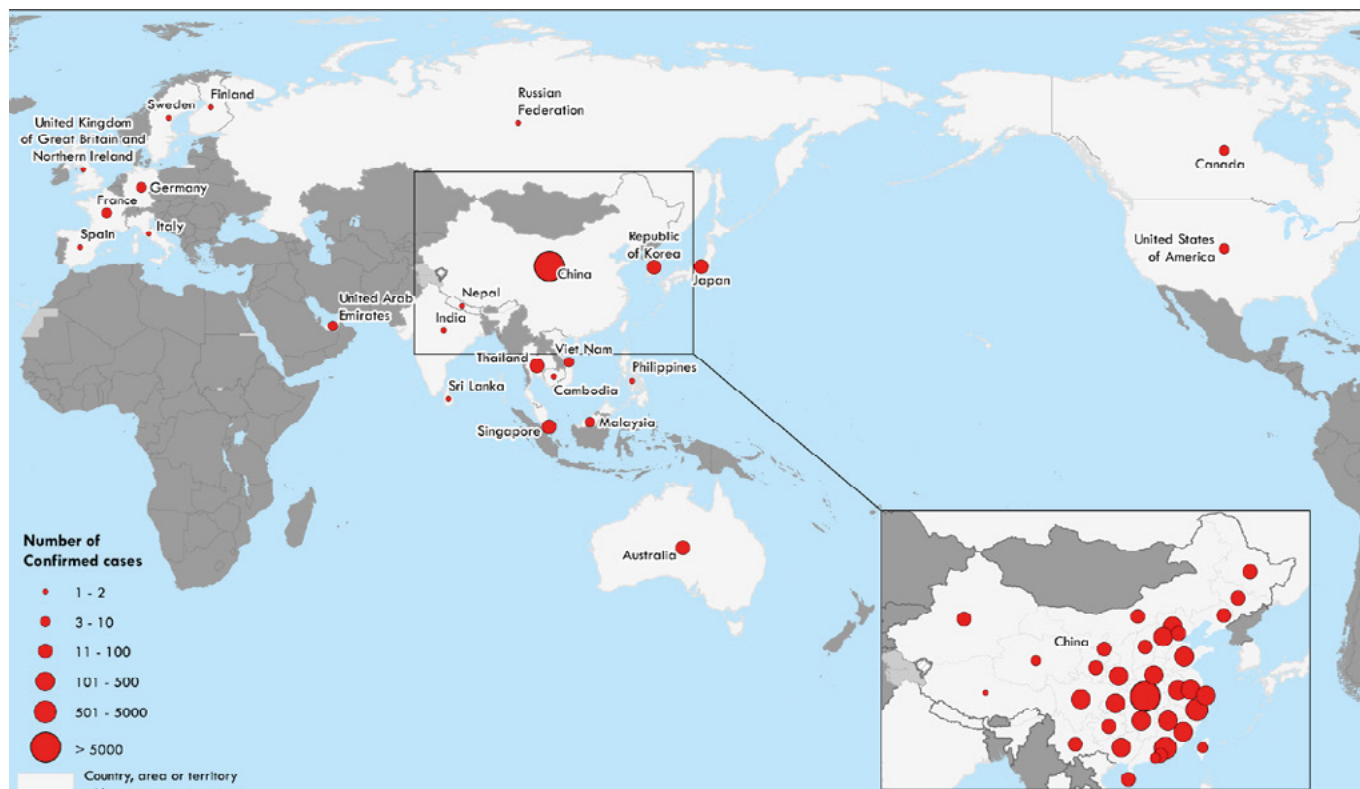 Finland
Sweden
Russian
Federation
United Kingdom
of Great Britain and
Northern Ireland
Canada
Germany
France
Italy
Spain
Republic
of Korea
United States
of America
China
Japan
Nepal
United Arab
Emirates
India
Viet Nam
Thailand
Philippines
Sri Lanka
Cambodia
Malaysia
Singapore
Australia
Number of
Confirmed cases
1 - 2
3 - 10
11 - 100
101 - 500
501 - 5000
> 5000
Country, area or territory
China